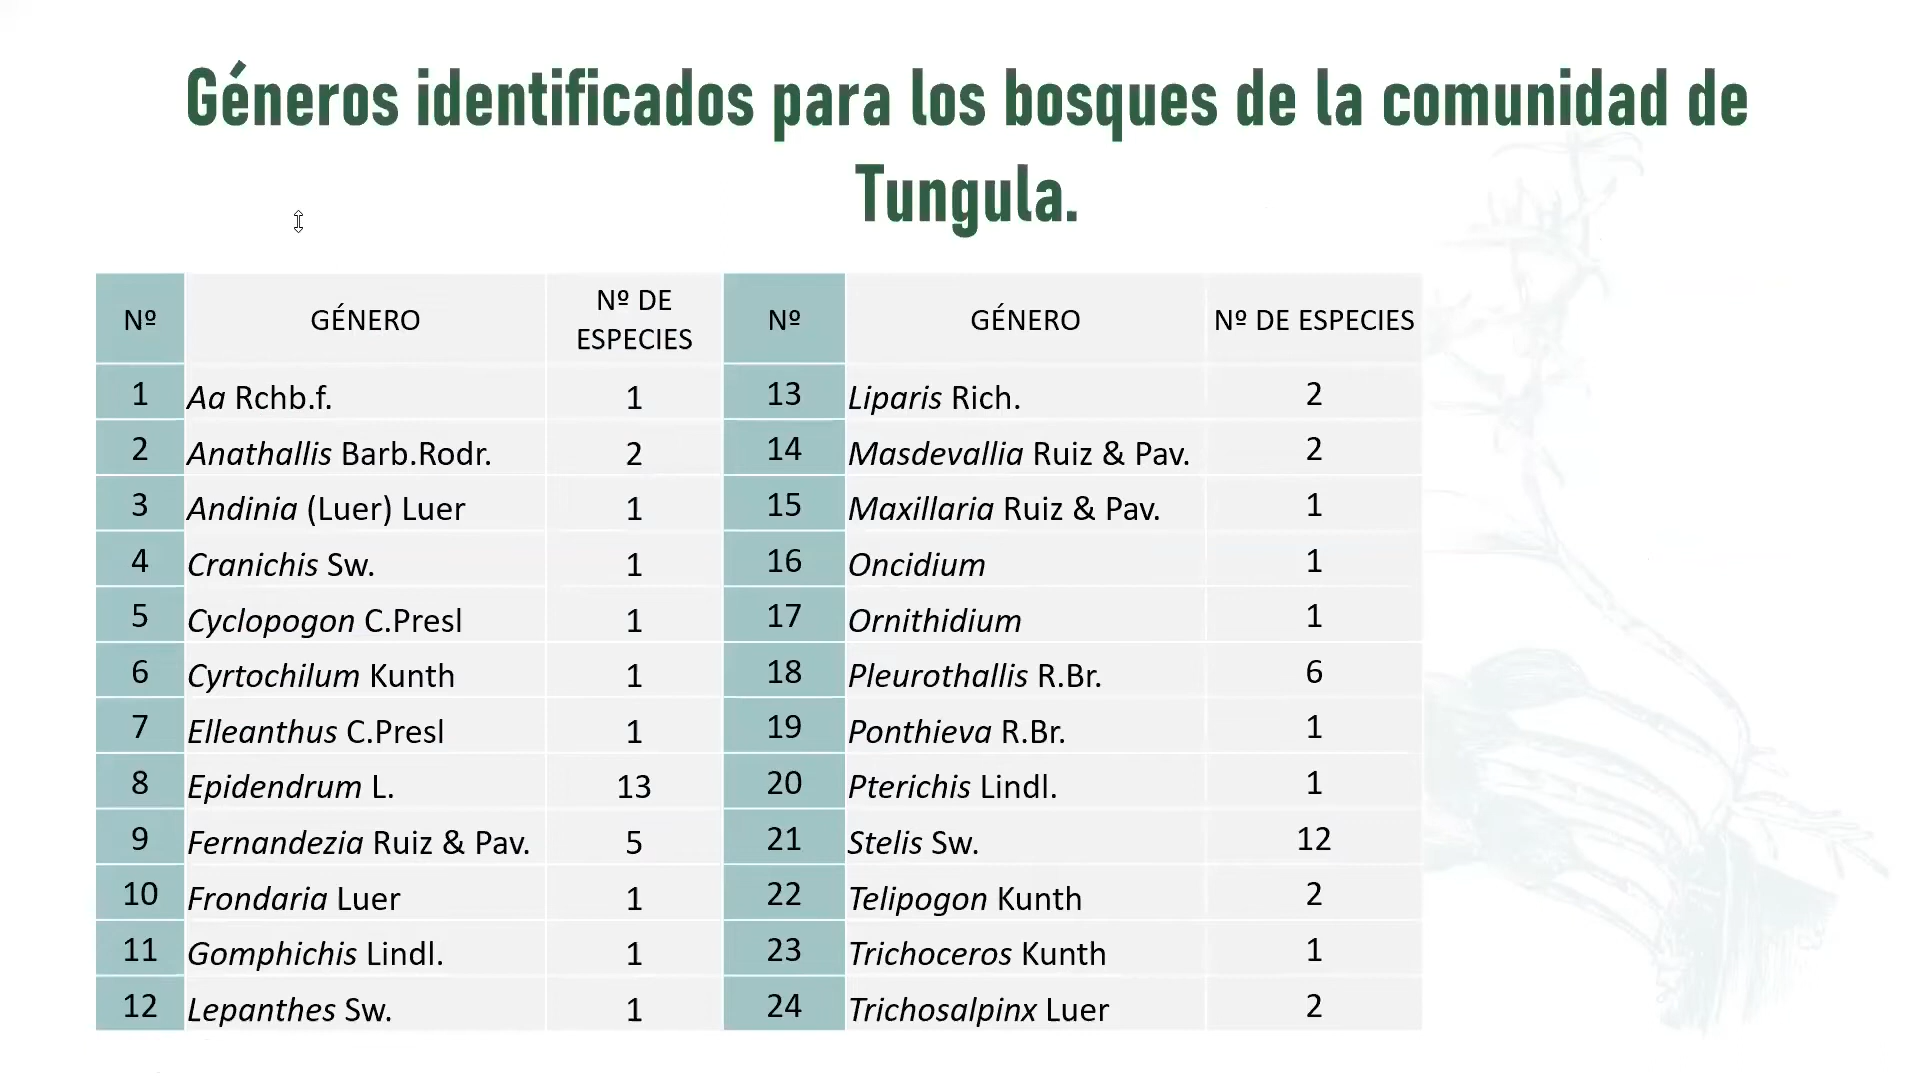 Géneros identificados para los bosques de la comunidad de
Tungula.
Nº GÉNERO Nº DE ESPECIES Nº GÉNERO Nº DE ESPECIES
1 Aa Rchb.f. 1 13 Liparis Rich. 2
2 Anathallis Barb.Rodr. 2 14 Masdevallia Ruiz & Pav. 2
3 Andinia (Luer) Luer 1 15 Maxillaria Ruiz & Pav. 1
4 Cranichis Sw. 1 16 Oncidium 1
5 Cyclopogon C.Presl 1 17 Ornithidium 1
6 Cyrtochilum Kunth 1 18 Pleurothallis R.Br. 6
7 Elleanthus C.Presl 1 19 Ponthieva R.Br. 1
8 Epidendrum L. 13 20 Pterichis Lindl. 1
9 Fernandezia Ruiz & Pav. 5 21 Stelis Sw. 12
10 Frondaria Luer 1 22 Telipogon Kunth 2
11 Gomphichis Lindl. 1 23 Trichoceros Kunth 1
12 Lepanthes Sw. 1 24 Trichosalpinx Luer 2